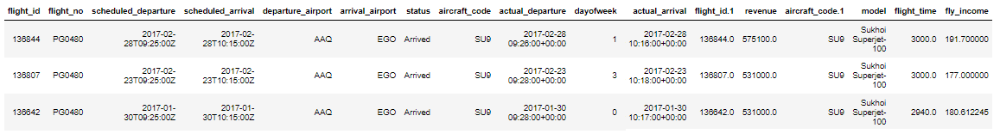 flight_id flight_no scheduled_departure scheduled_arrival departure_airport arrival_airport status aircraft_code actual_departure dayofweek actual_arrival flight_id.1 revenue aircraft_code.1 model flight_time fly_income
136844 PG0480 2017-02-28T09:25:00Z 2017-02-28T10:15:00Z AAQ EGO Arrived SU9 2017-02-28 09:26:00+00:00 1 2017-02-28 10:16:00+00:00 136844.0 575100.0 SU9 Sukhoi Superjet-100 3000.0 191.700000
136807 PG0480 2017-02-23T09:25:00Z 2017-02-23T10:15:00Z AAQ EGO Arrived SU9 2017-02-23 09:28:00+00:00 3 2017-02-23 10:18:00+00:00 136807.0 531000.0 SU9 Sukhoi Superjet-100 3000.0 177.000000
136642 PG0480 2017-01-30T09:25:00Z 2017-01-30T10:15:00Z AAQ EGO Arrived SU9 2017-01-30 09:28:00+00:00 0 2017-01-30 10:17:00+00:00 136642.0 531000.0 SU9 Sukhoi Superjet-100 2940.0 180.612245